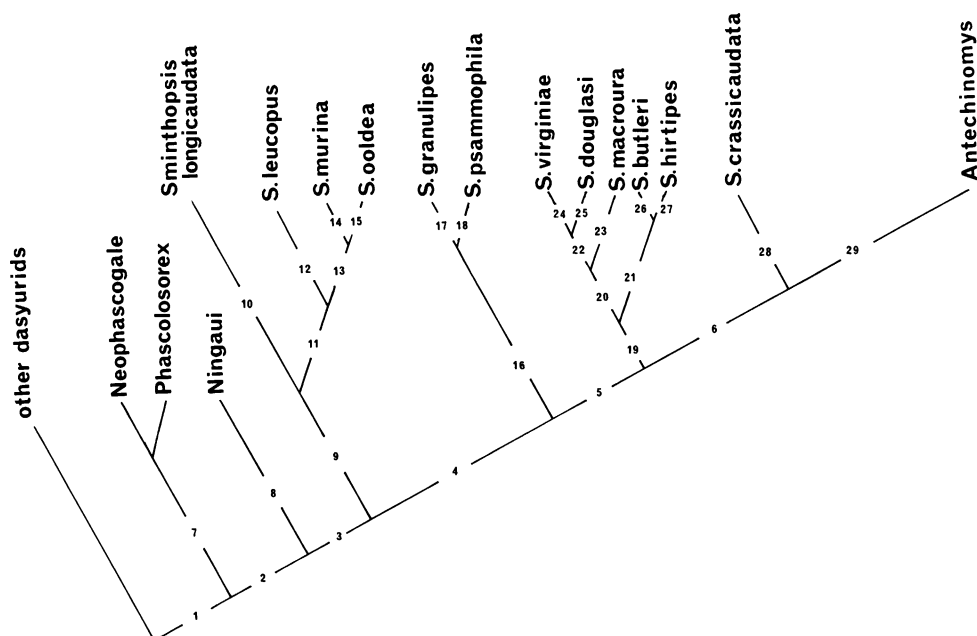 other dasyurids
Neophascogale
Phascolosorex
Ningaui
Sminthopsis
longicaudata
S.leucopus
S.murina
S.ooldea
S.granulipes
S.psammophila
S.virginiae
S.douglasi
S.macroura
S.butleri
S.hirtipes
S.crassicaudata
Antechinomys
1
2
3
4
5
6
7
8
9
10
11
12
13
14
15
16
17
18
19
20
21
22
23
24
25
26
27
28
29